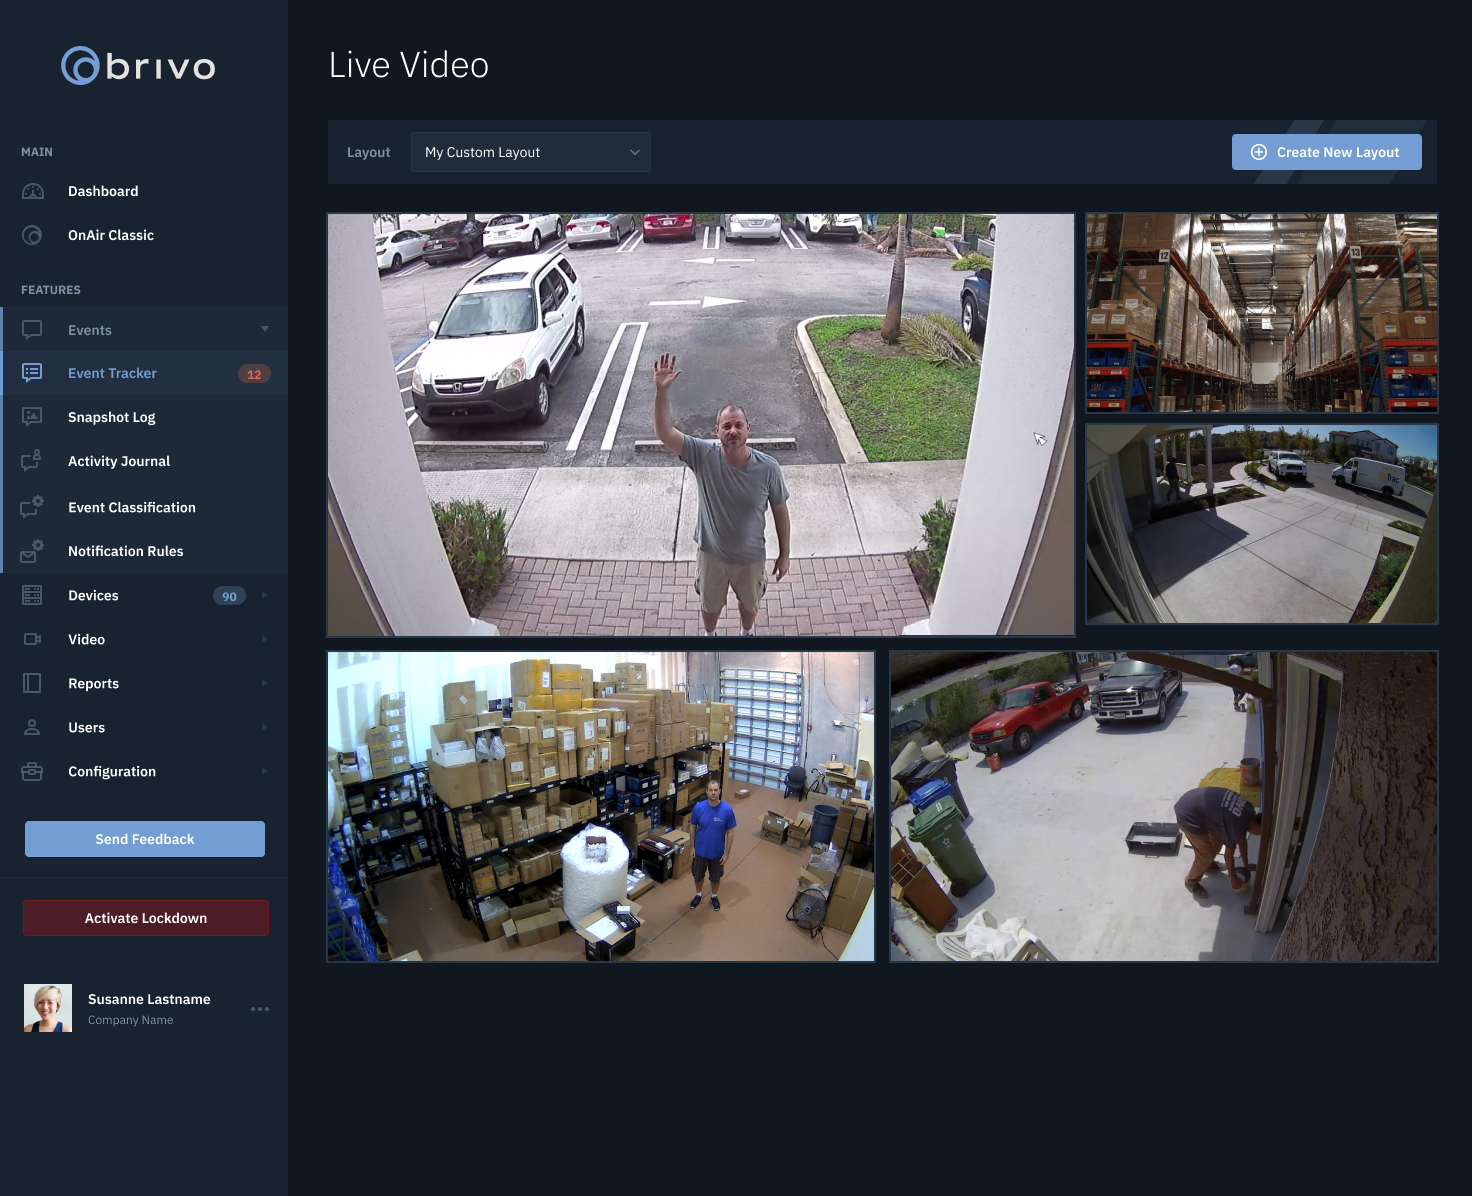 brivo
Live Video
Layout
My Custom Layout
Create New Layout
MAIN
Dashboard
OnAir Classic
FEATURES
Events
Event Tracker 12
Snapshot Log
Activity Journal
Event Classification
Notification Rules
Devices 90
Video
Reports
Users
Configuration
Send Feedback
Activate Lockdown
Susanne Lastname
Company Name
12
13